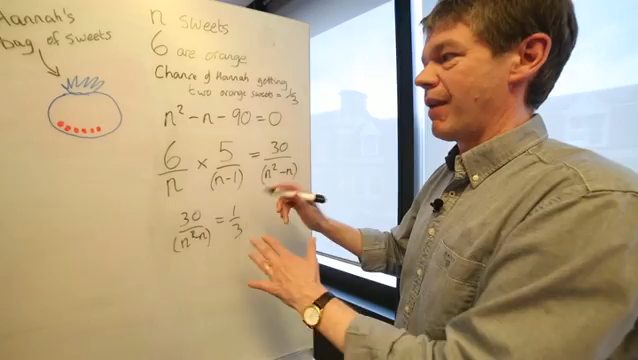 Hannah's
bag of sweets
n sweets
6 are orange
Chance of Hannah getting
two orange sweets = 1/3
n² - n - 90 = 0
6/n × 5/(n-1) = 30/(n² - n)
30/(n² - n) = 1/3